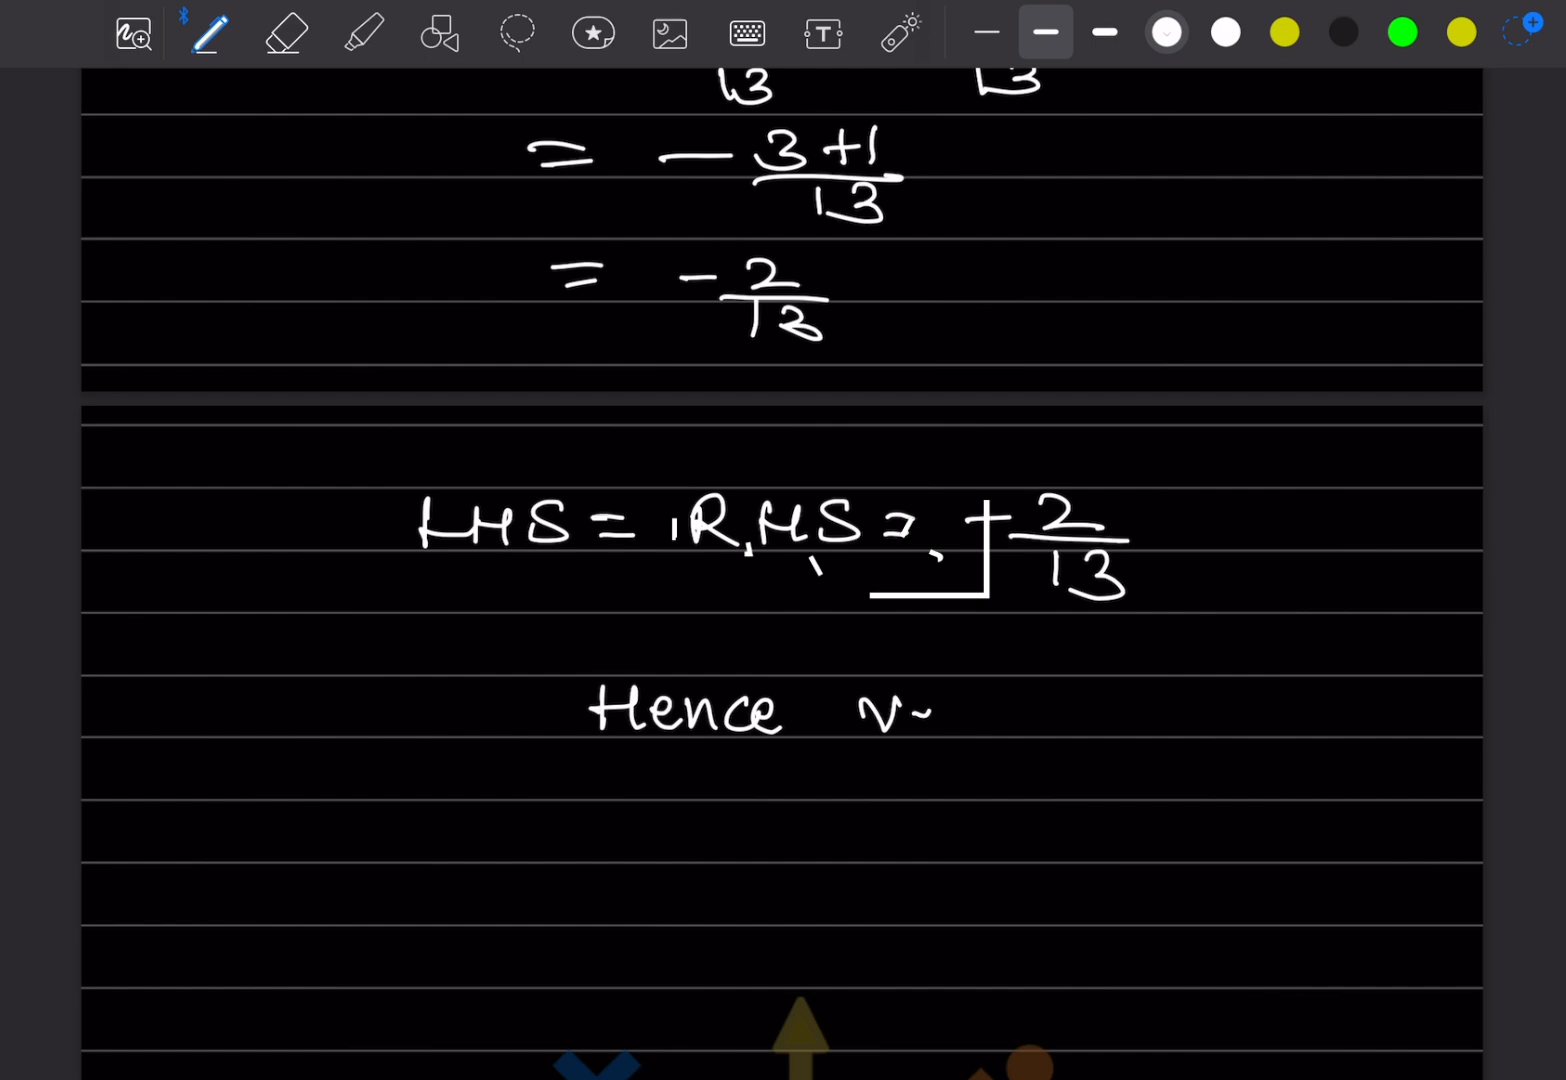 13 13
= - 3+1
13
= - 2
13
LHS = R.H.S = - 2
13
Hence v